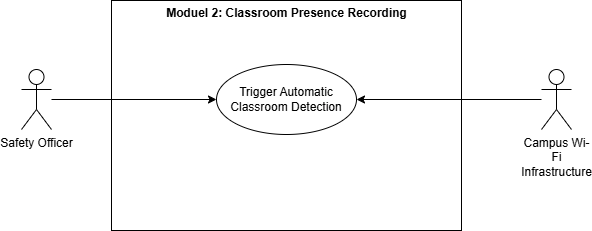 Moduel 2: Classroom Presence Recording
Trigger Automatic
Classroom Detection
Safety Officer
Campus Wi-
Fi
Infrastructure